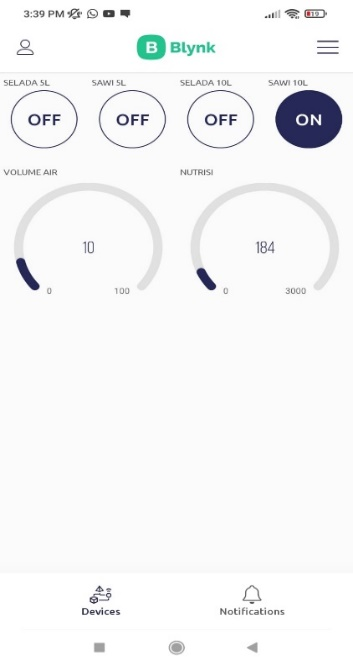 3:39 PM
19
B Blynk
SELADA 5L SAWI 5L SELADA 10L SAWI 10L
OFF OFF OFF ON
VOLUME AIR NUTRISI
10 184
0 100 0 3000
Devices Notifications